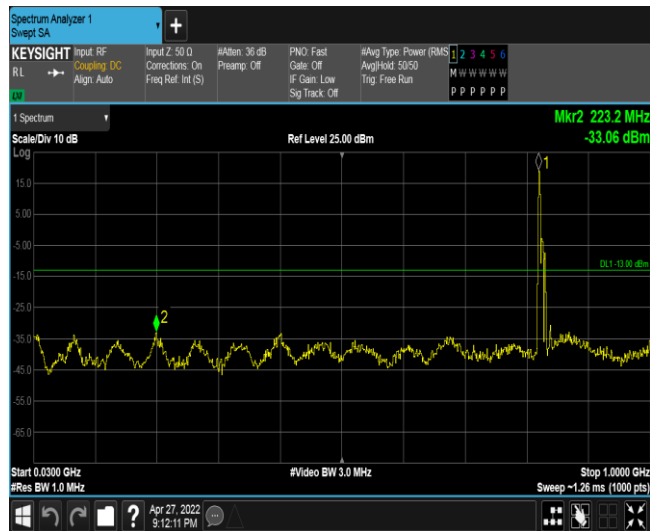 Spectrum Analyzer 1
Swept SA
+
KEYSIGHT
RL
Input: RF
Coupling: DC
Align: Auto
Input Z: 50 Ω
Corrections: On
Freq Ref: Int (S)
#Atten: 36 dB
Preamp: Off
PNO: Fast
Gate: Off
IF Gain: Low
Sig Track: Off
#Avg Type: Power (RMS
Avg|Hold: 50/50
Trig: Free Run
1 2 3 4 5 6
M W W W W W
P P P P P P
1 Spectrum
Mkr2 223.2 MHz
Scale/Div 10 dB
Ref Level 25.00 dBm
-33.06 dBm
Log
1
15.0
5.00
-5.00
DL1 -13.00 dBm
-15.0
-25.0
2
-35.0
-45.0
-55.0
-65.0
Start 0.0300 GHz
#Video BW 3.0 MHz
Stop 1.0000 GHz
#Res BW 1.0 MHz
Sweep ~1.26 ms (1000 pts)
?
Apr 27, 2022
9:12:11 PM